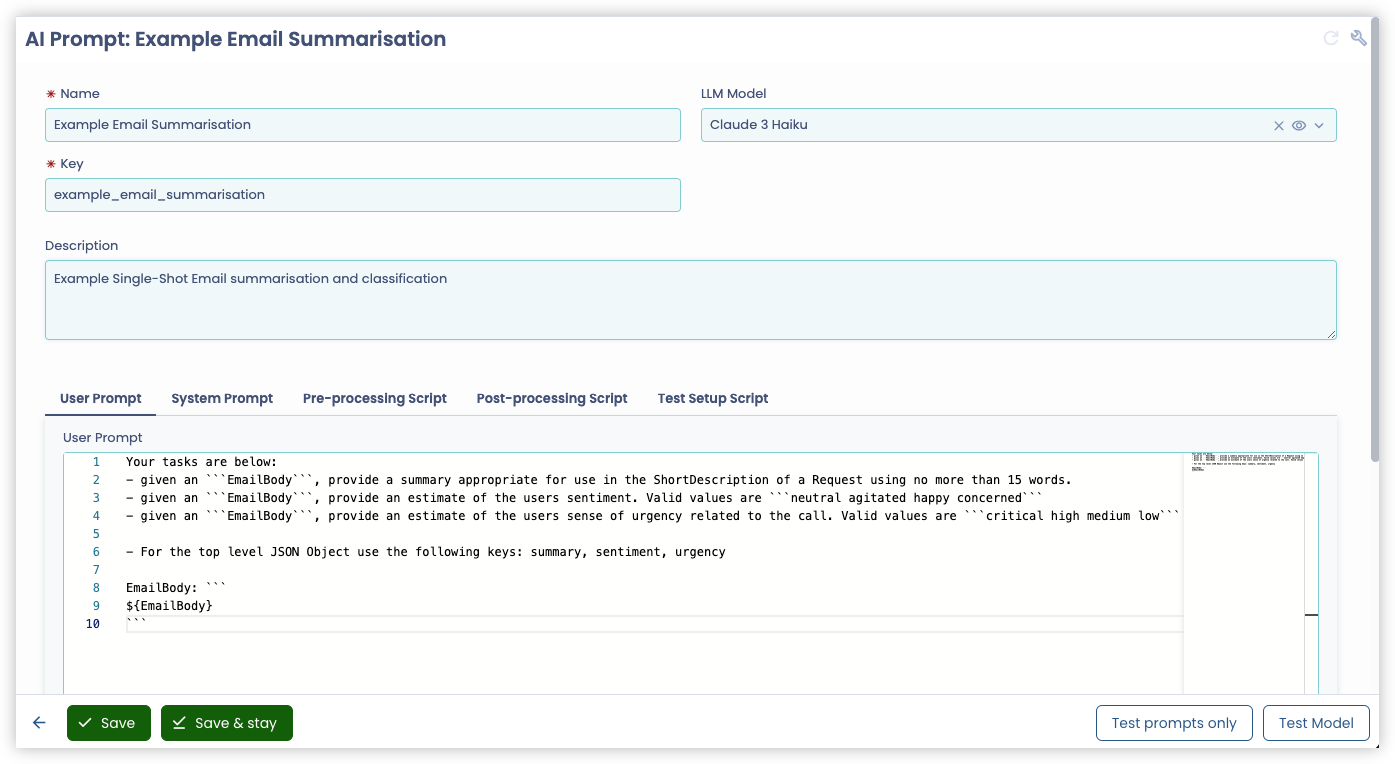 AI Prompt: Example Email Summarisation
* Name
Example Email Summarisation
LLM Model
Claude 3 Haiku
* Key
example_email_summarisation
Description
Example Single-Shot Email summarisation and classification
User Prompt System Prompt Pre-processing Script Post-processing Script Test Setup Script
User Prompt
1 Your tasks are below:
2 - given an ```EmailBody```, provide a summary appropriate for use in the ShortDescription of a Request using no more than 15 words.
3 - given an ```EmailBody```, provide an estimate of the users sentiment. Valid values are ```neutral agitated happy concerned```
4 - given an ```EmailBody```, provide an estimate of the users sense of urgency related to the call. Valid values are ```critical high medium low```
5
6 - For the top level JSON Object use the following keys: summary, sentiment, urgency
7
8 EmailBody: ```
9 ${EmailBody}
10 ```
Save Save & stay Test prompts only Test Model